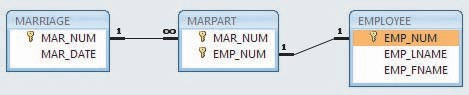 MARRIAGE
MAR_NUM
MAR_DATE
1
∞
MARPART
MAR_NUM
EMP_NUM
1
1
EMPLOYEE
EMP_NUM
EMP_LNAME
EMP_FNAME